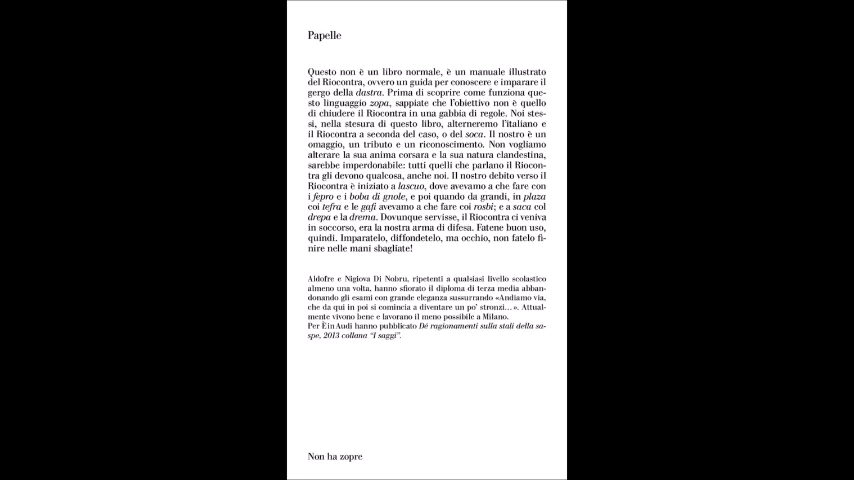 Papelle
Questo non è un libro normale, è un manuale illustrato
del Riocontra, ovvero un guida per conoscere e imparare il
gergo della dastra. Prima di scoprire come funziona que-
sto linguaggio zopa, sappiate che l'obiettivo non è quello
di chiudere il Riocontra in una gabbia di regole. Noi stes-
si, nella stesura di questo libro, alterneremo l'italiano e
il Riocontra a seconda del caso, o del soca. Il nostro è un
omaggio, un tributo e un riconoscimento. Non vogliamo
alterare la sua anima corsara e la sua natura clandestina,
sarebbe imperdonabile: tutti quelli che parlano il Riocon-
tra gli devono qualcosa, anche noi. Il nostro debito verso il
Riocontra è iniziato a lascuo, dove avevamo a che fare con
i fepro e i boba di gnole, e poi quando da grandi, in plaza
coi tefra e le gafi avevamo a che fare coi rosbi; e a saca col
drepa e la drema. Dovunque servisse, il Riocontra ci veniva
in soccorso, era la nostra arma di difesa. Fatene buon uso,
quindi. Imparatelo, diffondetelo, ma occhio, non fatelo fi-
nire nelle mani sbagliate!
Aldofre e Nigiova Di Nobru, ripetenti a qualsiasi livello scolastico
almeno una volta, hanno sfiorato il diploma di terza media abban-
donando gli esami con grande eleganza sussurrando «Andiamo via,
che da qui in poi si comincia a diventare un po' stronzi…». Attual-
mente vivono bene e lavorano il meno possibile a Milano.
Per È in Audi hanno pubblicato Dé ragionamenti sulla stali della sa-
spe, 2013 collana "I saggi".
Non ha zopre